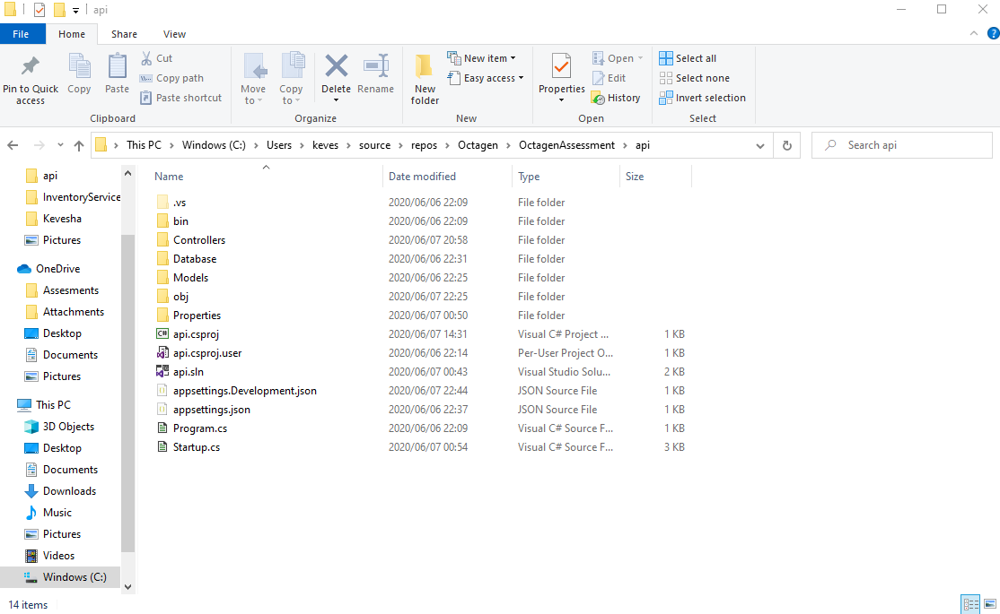 api
File Home Share View
Pin to Quick access
Copy
Paste
Cut
Copy path
Paste shortcut
Clipboard
Move to
Copy to
Delete
Rename
Organize
New folder
New item
Easy access
New
Properties
Open
Edit
History
Open
Select all
Select none
Invert selection
Select
This PC > Windows (C:) > Users > keves > source > repos > Octagen > OctagenAssessment > api
Search api
api
InventoryService
Kevesha
Pictures
OneDrive
Assesments
Attachments
Desktop
Documents
Pictures
This PC
3D Objects
Desktop
Documents
Downloads
Music
Pictures
Videos
Windows (C:)
Name Date modified Type Size
.vs 2020/06/06 22:09 File folder
bin 2020/06/06 22:09 File folder
Controllers 2020/06/07 20:58 File folder
Database 2020/06/06 22:31 File folder
Models 2020/06/06 22:25 File folder
obj 2020/06/07 22:25 File folder
Properties 2020/06/07 00:50 File folder
api.csproj 2020/06/07 14:31 Visual C# Project ... 1 KB
api.csproj.user 2020/06/06 22:14 Per-User Project O... 1 KB
api.sln 2020/06/07 00:43 Visual Studio Solu... 2 KB
appsettings.Development.json 2020/06/07 22:44 JSON Source File 1 KB
appsettings.json 2020/06/06 22:37 JSON Source File 1 KB
Program.cs 2020/06/06 22:09 Visual C# Source F... 1 KB
Startup.cs 2020/06/07 00:54 Visual C# Source F... 3 KB
14 items